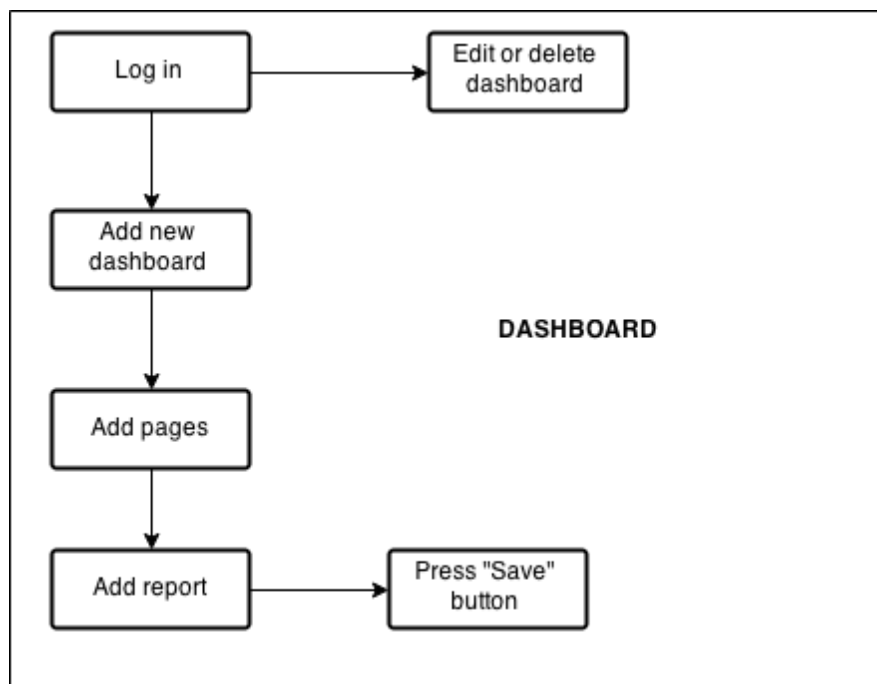 Log in
Edit or delete
dashboard
Add new
dashboard
DASHBOARD
Add pages
Add report
Press "Save"
button